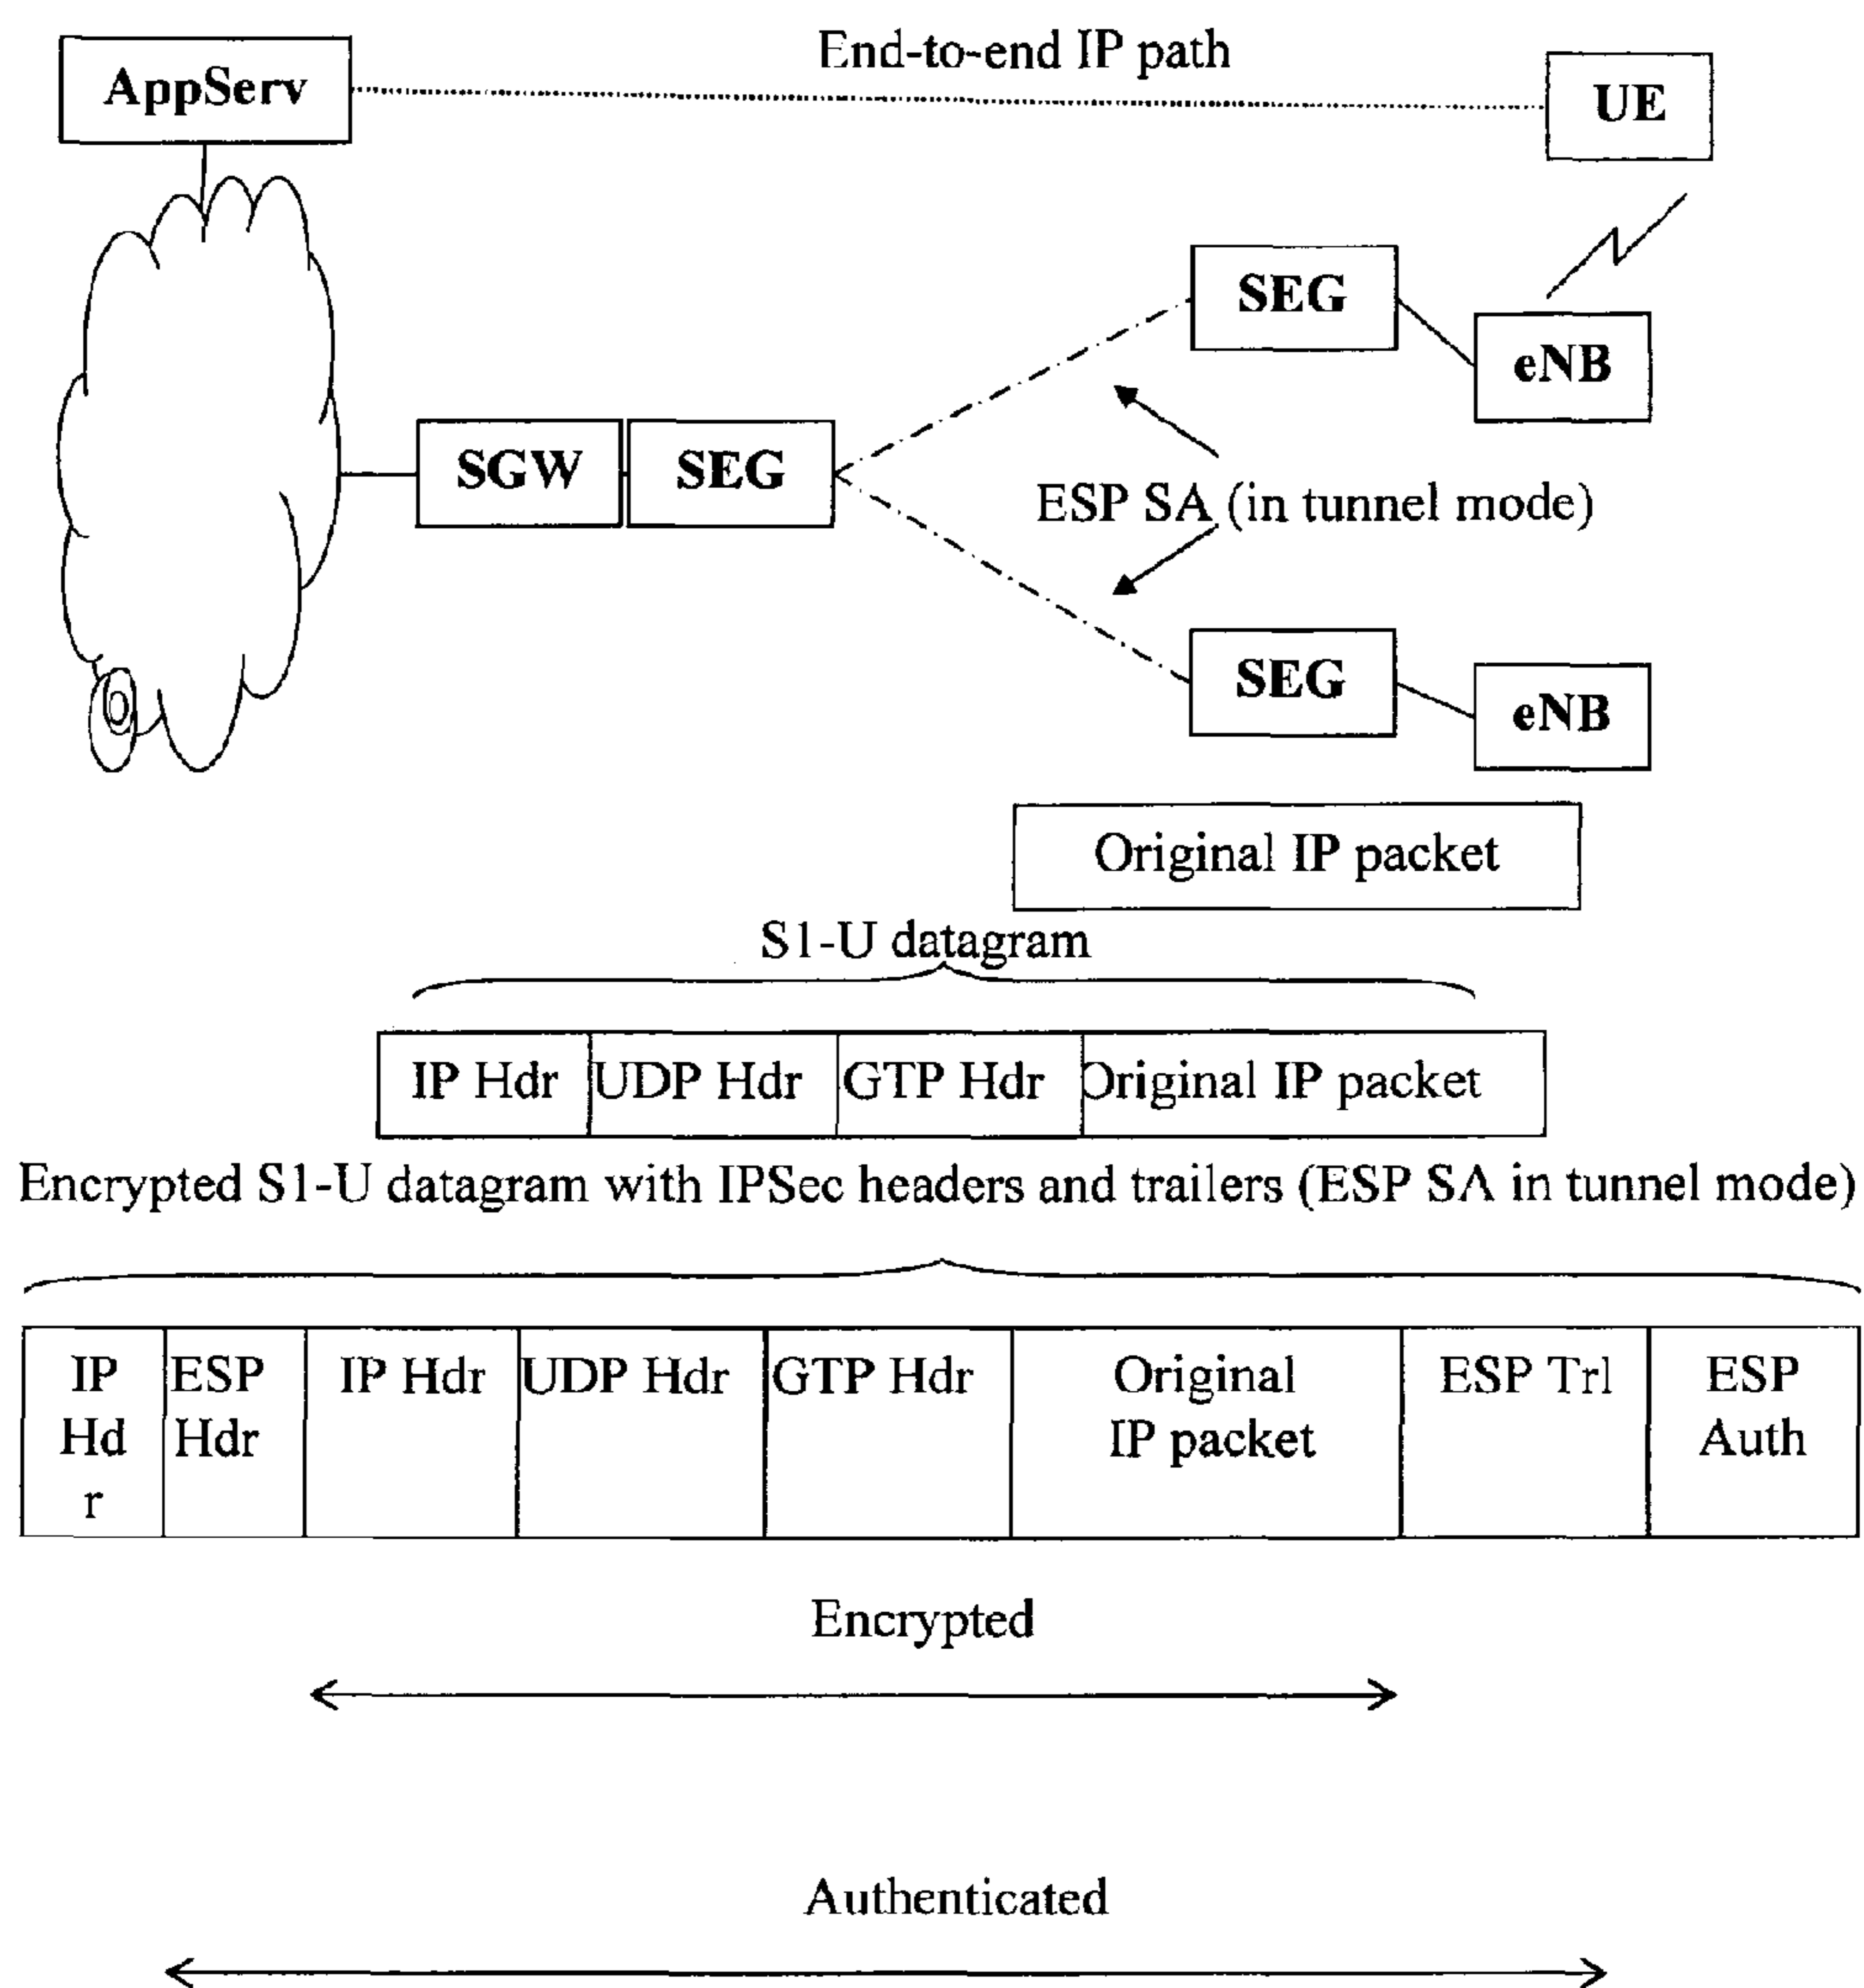 End-to-end IP path
AppServ
UE
SEG
eNB
SGW
SEG
ESP SA (in tunnel mode)
SEG
eNB
Original IP packet
S1-U datagram
IP Hdr
UDP Hdr
GTP Hdr
Original IP packet
Encrypted S1-U datagram with IPSec headers and trailers (ESP SA in tunnel mode)
IP
Hd
r
ESP
Hdr
IP Hdr
UDP Hdr
GTP Hdr
Original
IP packet
ESP Trl
ESP
Auth
Encrypted
Authenticated